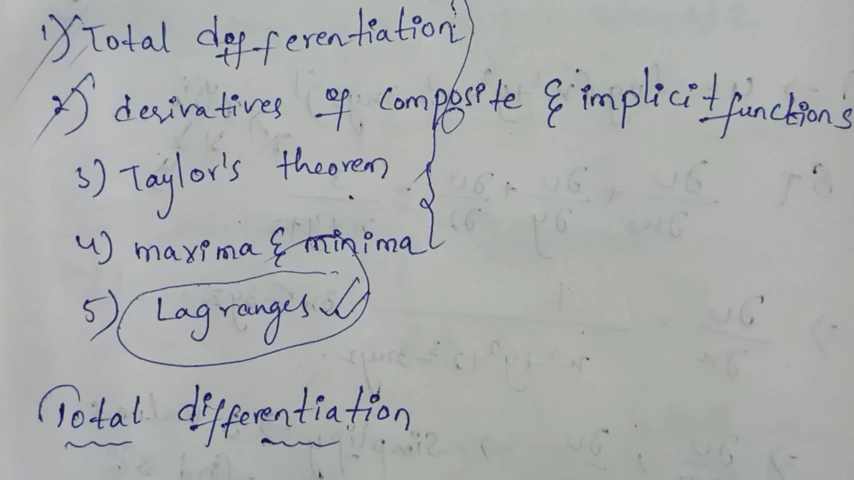 1) Total differentiation
2) derivatives of composite & implicit functions
3) Taylor's theorem
4) maxima & minima
5) Lagranges
Total differentiation